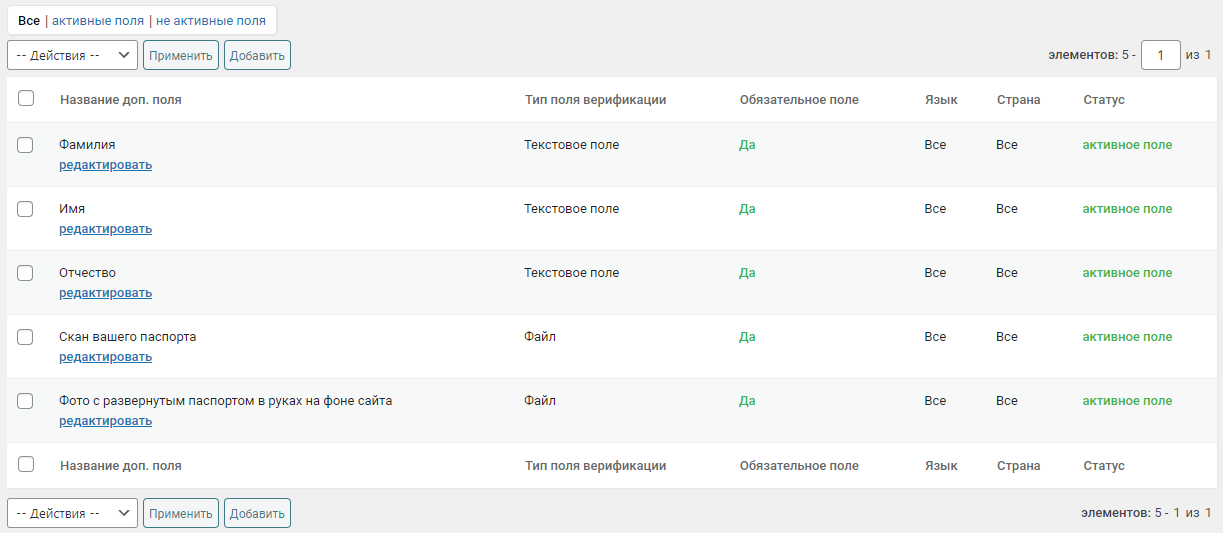 Все | активные поля | не активные поля
-- Действия -- Применить Добавить элементов: 5 - 1 из 1
Название доп. поля Тип поля верификации Обязательное поле Язык Страна Статус
Фамилия Текстовое поле Да Все Все активное поле
редактировать
Имя Текстовое поле Да Все Все активное поле
редактировать
Отчество Текстовое поле Да Все Все активное поле
редактировать
Скан вашего паспорта Файл Да Все Все активное поле
редактировать
Фото с развернутым паспортом в руках на фоне сайта Файл Да Все Все активное поле
редактировать
Название доп. поля Тип поля верификации Обязательное поле Язык Страна Статус
-- Действия -- Применить Добавить элементов: 5 - 1 из 1